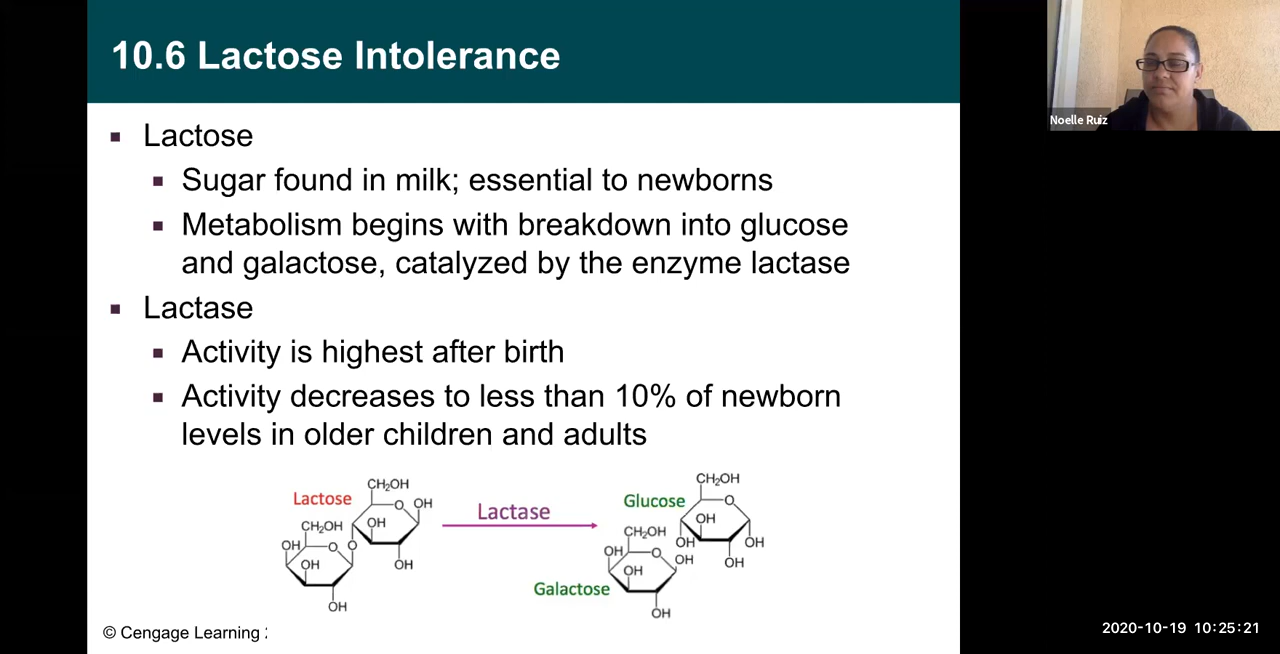 10.6 Lactose Intolerance
Noelle Ruiz
▪ Lactose
▪ Sugar found in milk; essential to newborns
▪ Metabolism begins with breakdown into glucose
and galactose, catalyzed by the enzyme lactase
▪ Lactase
▪ Activity is highest after birth
▪ Activity decreases to less than 10% of newborn
levels in older children and adults
Lactose
CH₂OH
O
OH
OH
OH
CH₂OH
OH
O
O
OH
OH
Lactase
Glucose
CH₂OH
O
OH
OH
OH
OH
Galactose
CH₂OH
OH
O
OH
OH
OH
© Cengage Learning
2020-10-19 10:25:21